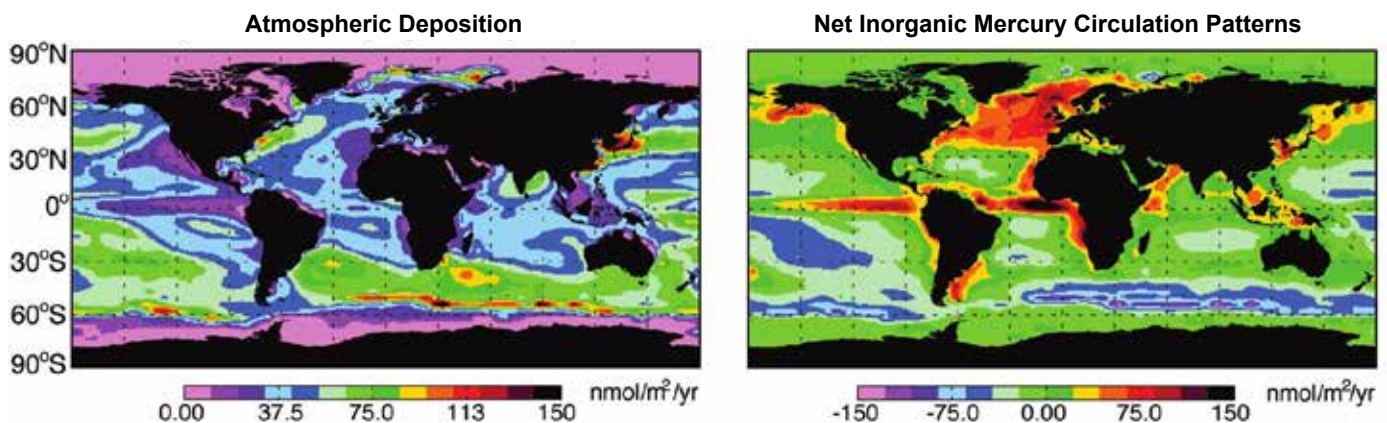 Atmospheric Deposition
Net Inorganic Mercury Circulation Patterns
90°N
60°N
30°N
0°
30°S
60°S
90°S
0.00 37.5 75.0 113 150 nmol/m²/yr
-150 -75.0 0.00 75.0 150 nmol/m²/yr